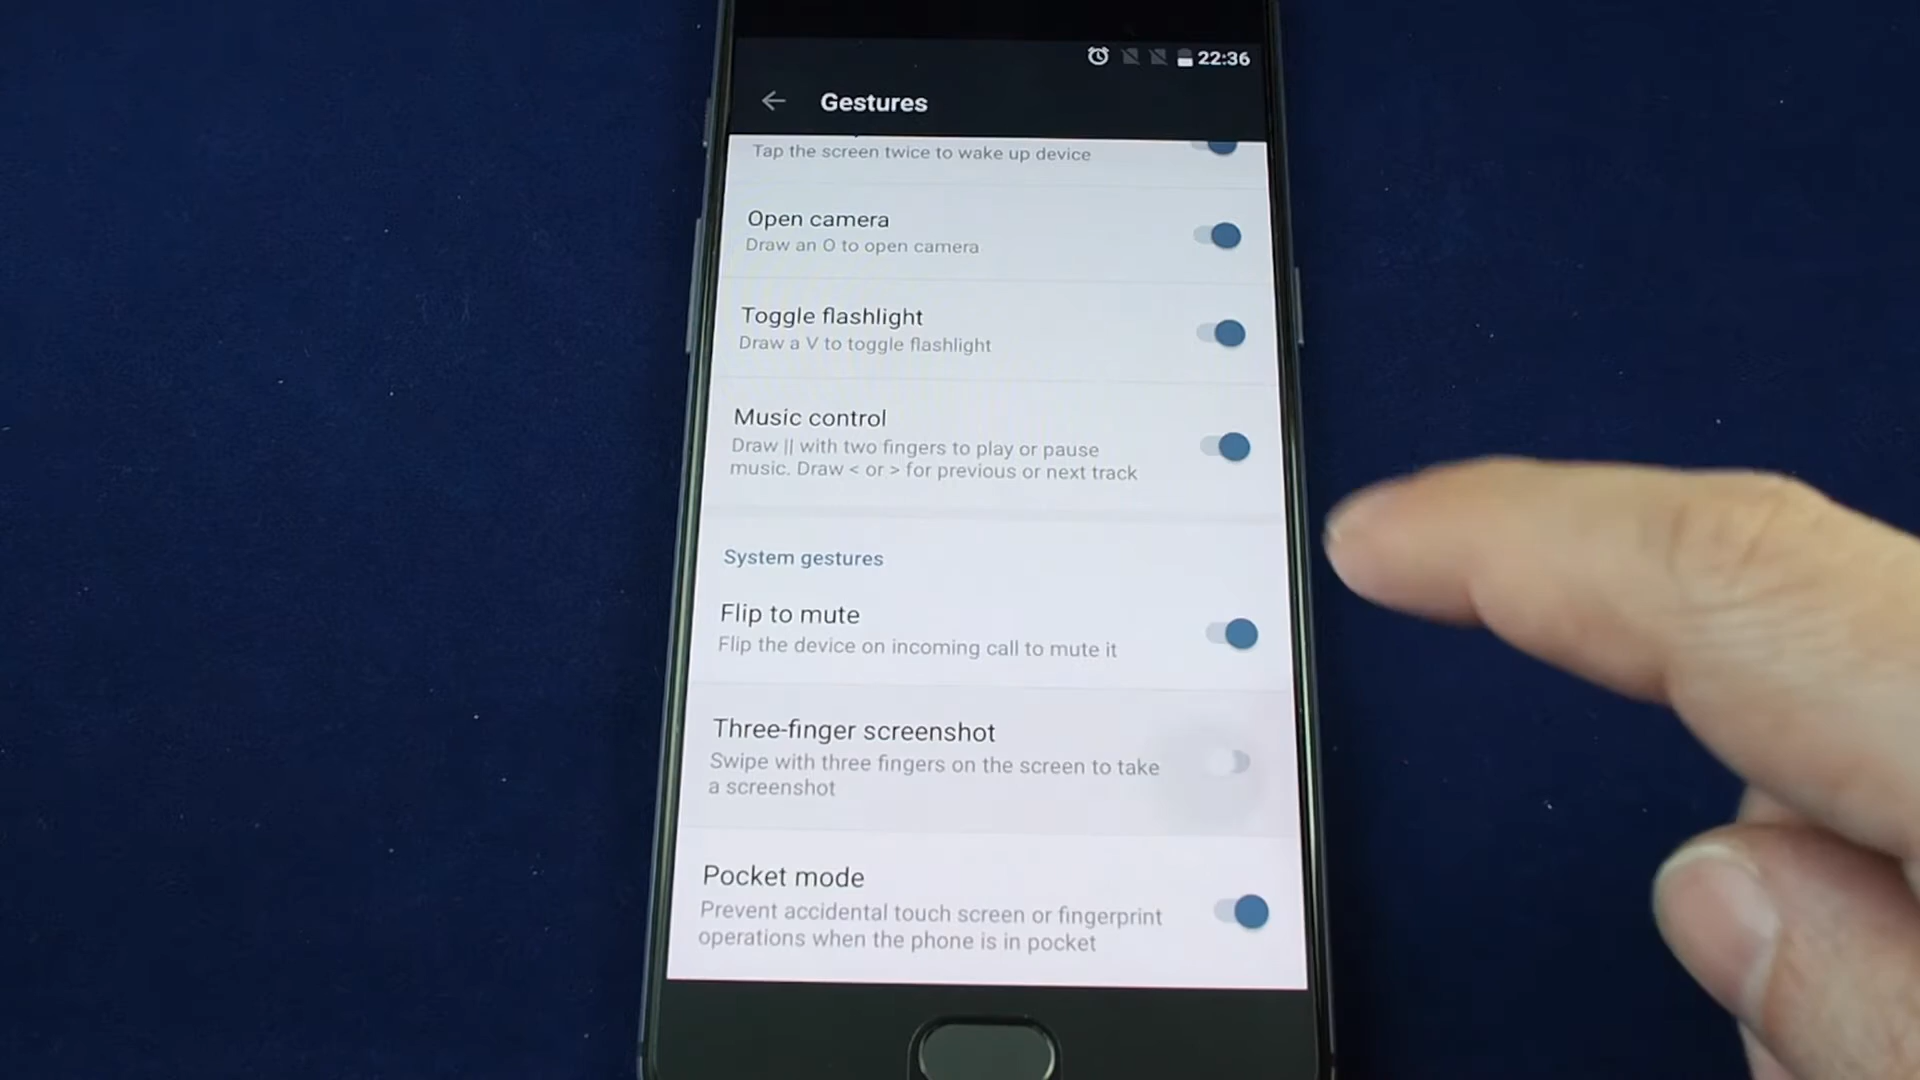 22:36
Gestures
Tap the screen twice to wake up device
Open camera
Draw an O to open camera
Toggle flashlight
Draw a V to toggle flashlight
Music control
Draw || with two fingers to play or pause
music. Draw < or > for previous or next track
System gestures
Flip to mute
Flip the device on incoming call to mute it
Three-finger screenshot
Swipe with three fingers on the screen to take
a screenshot
Pocket mode
Prevent accidental touch screen or fingerprint
operations when the phone is in pocket